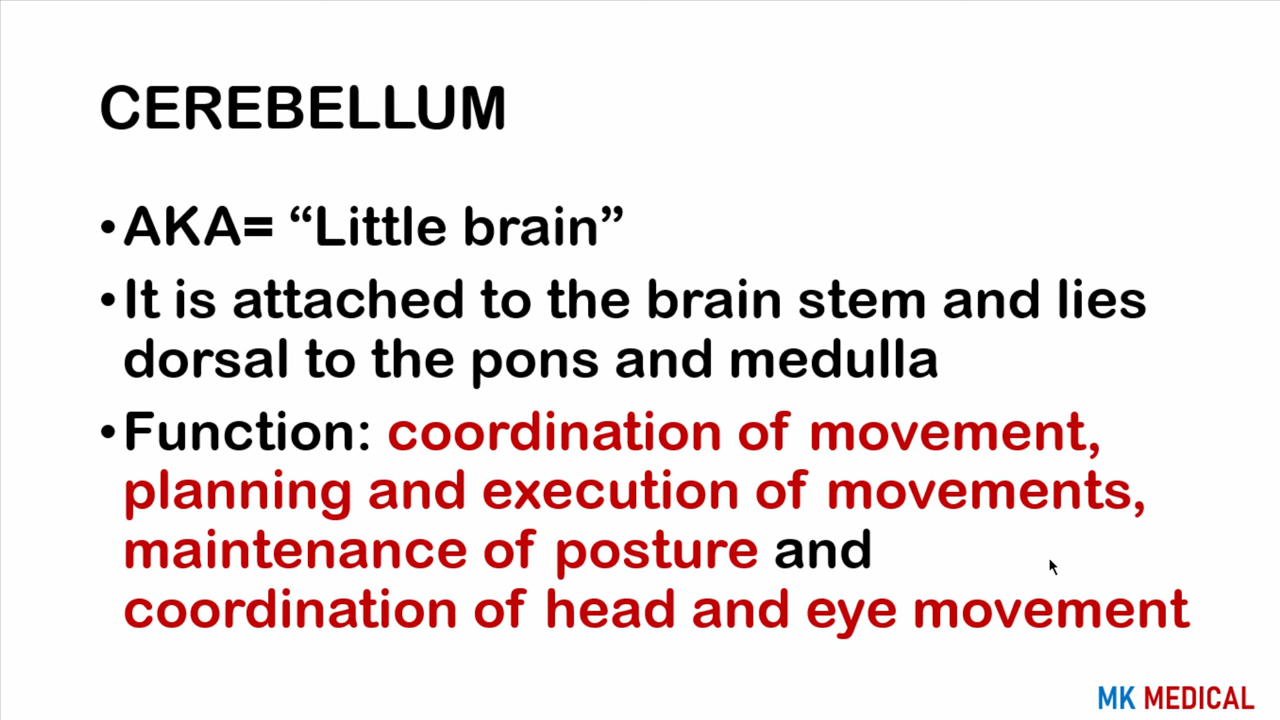 CEREBELLUM
•AKA= “Little brain”
•It is attached to the brain stem and lies
dorsal to the pons and medulla
•Function: coordination of movement,
planning and execution of movements,
maintenance of posture and
coordination of head and eye movement
MK MEDICAL